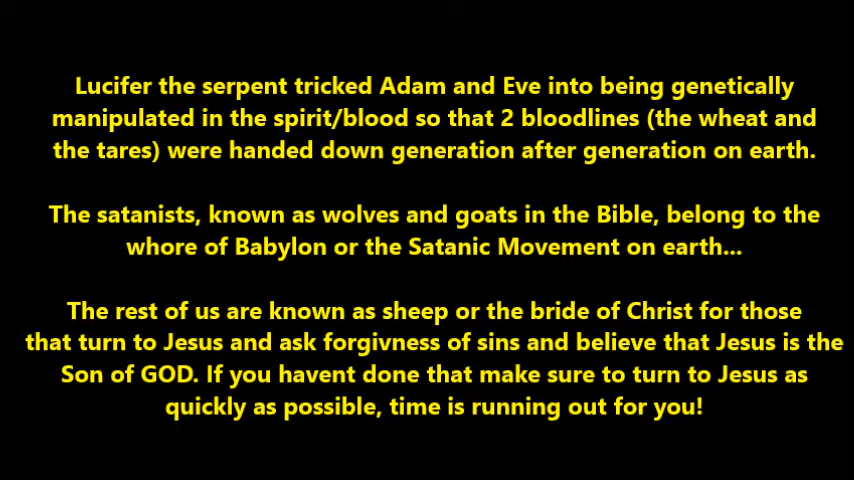 Lucifer the serpent tricked Adam and Eve into being genetically
manipulated in the spirit/blood so that 2 bloodlines (the wheat and
the tares) were handed down generation after generation on earth.
The satanists, known as wolves and goats in the Bible, belong to the
whore of Babylon or the Satanic Movement on earth...
The rest of us are known as sheep or the bride of Christ for those
that turn to Jesus and ask forgivness of sins and believe that Jesus is the
Son of GOD. If you havent done that make sure to turn to Jesus as
quickly as possible, time is running out for you!